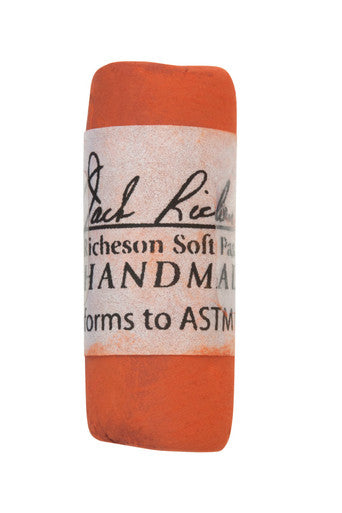 Jack Riche
Richeson Soft Pa
HANDMA
forms to ASTM